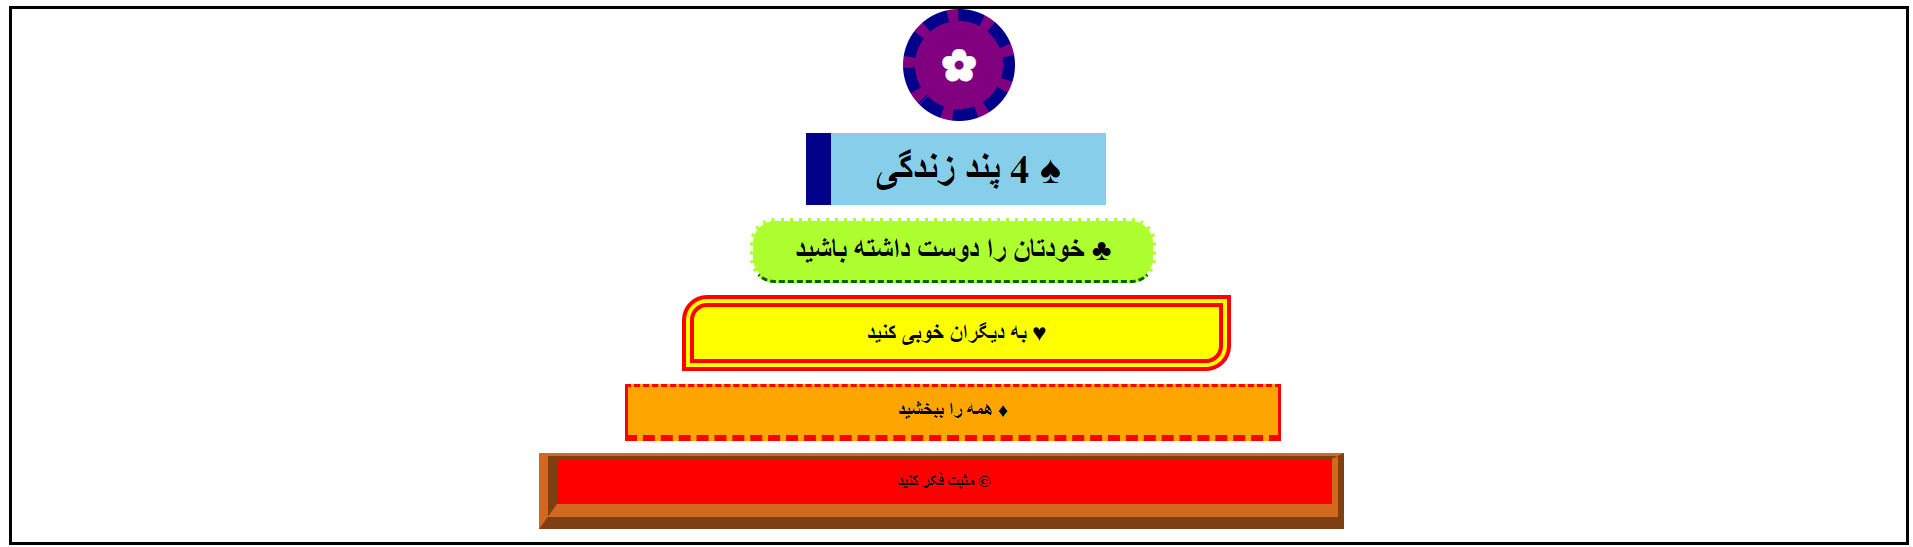 ✿
♠ 4 پند زندگی
♣ خودتان را دوست داشته باشید
♥ به دیگران خوبی کنید
♦ همه را ببخشید
© مثبت فکر کنید